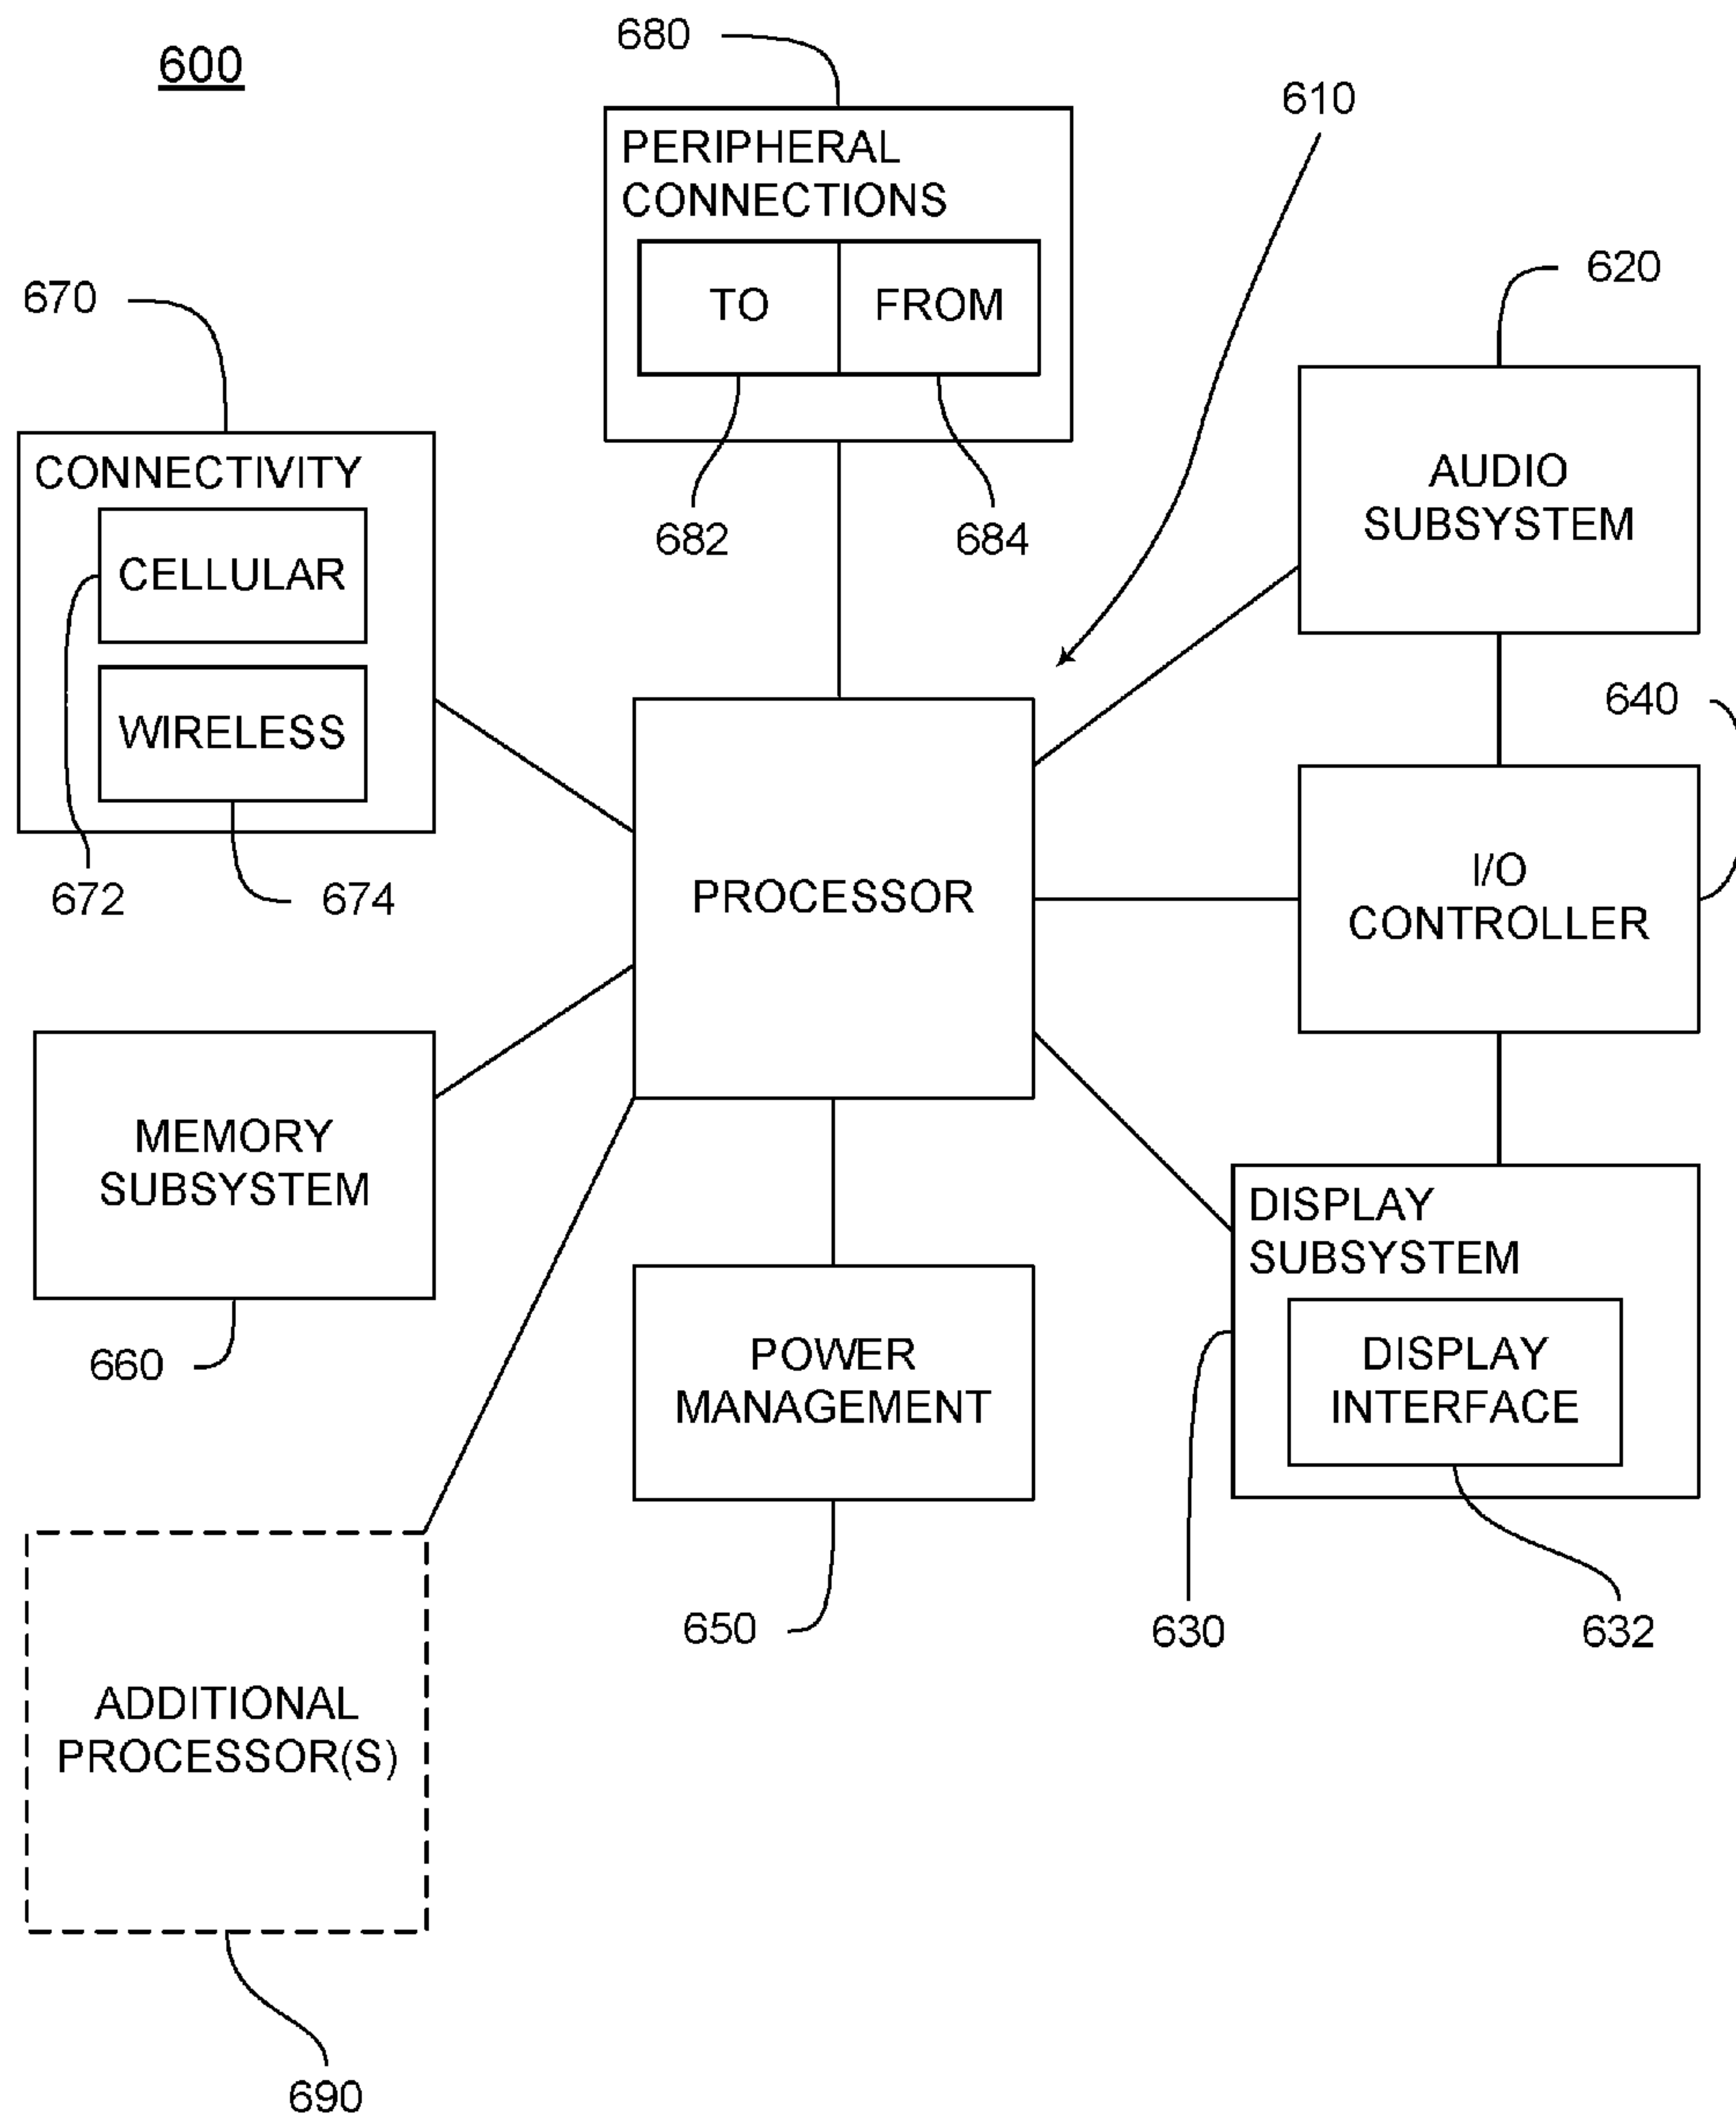 600
680
610
PERIPHERAL
CONNECTIONS
TO
FROM
620
670
682
684
CONNECTIVITY
CELLULAR
WIRELESS
672
674
AUDIO
SUBSYSTEM
640
PROCESSOR
I/O
CONTROLLER
MEMORY
SUBSYSTEM
660
POWER
MANAGEMENT
650
DISPLAY
SUBSYSTEM
DISPLAY
INTERFACE
630
632
ADDITIONAL
PROCESSOR(S)
690